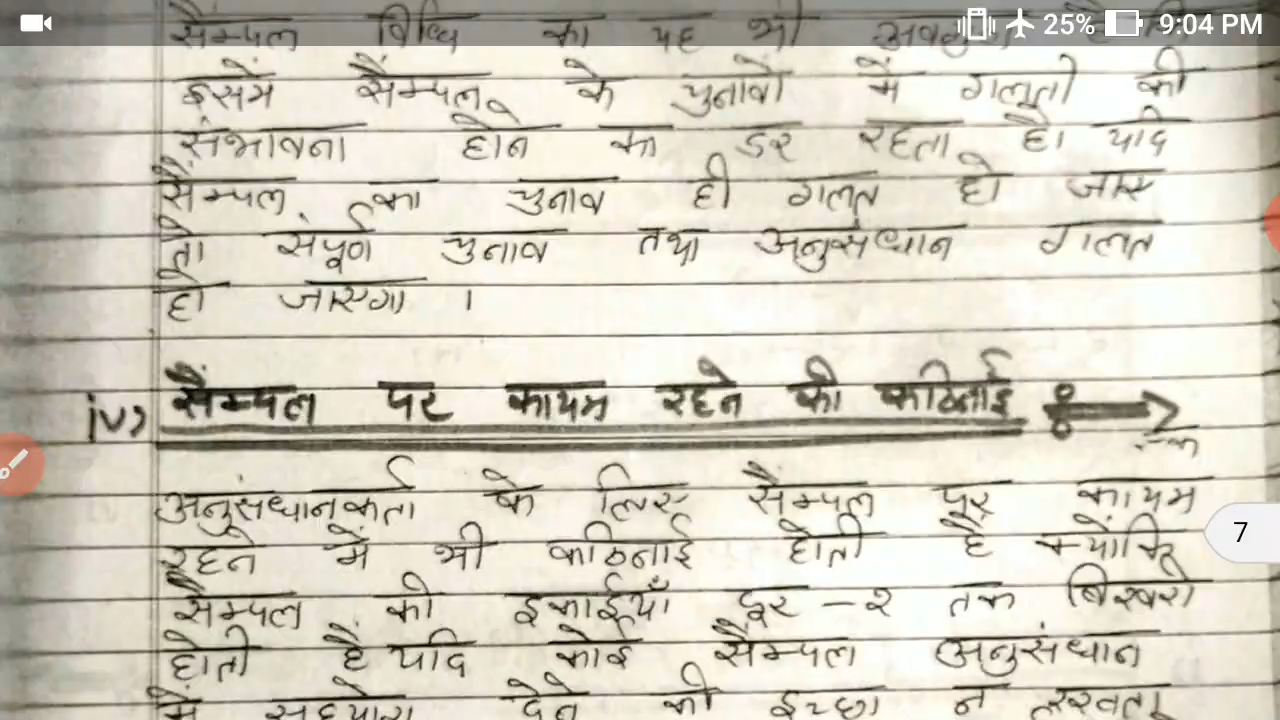 25% 9:04 PM
सैम्पल विधि का यह भी अवगुण है
इसमें सैम्पल के चुनावों में गलती की
संभावना होने का डर रहता है। यदि
सैम्पल का चुनाव ही गलत हो जाए
तो संपूर्ण चुनाव तथा अनुसंधान गलत
हो जाएगा ।
iv) सैम्पल पर कायम रहने की कठिनाई :→
अनुसंधानकर्ता के लिए सैम्पल पर कायम
रहने में भी कठिनाई होती है क्योंकि
7
सैम्पल की इकाईयाँ दूर-२ तक बिखरी
होती हैं यदि कोई सैम्पल अनुसंधान
में सहयोग देने की इच्छा न रखता